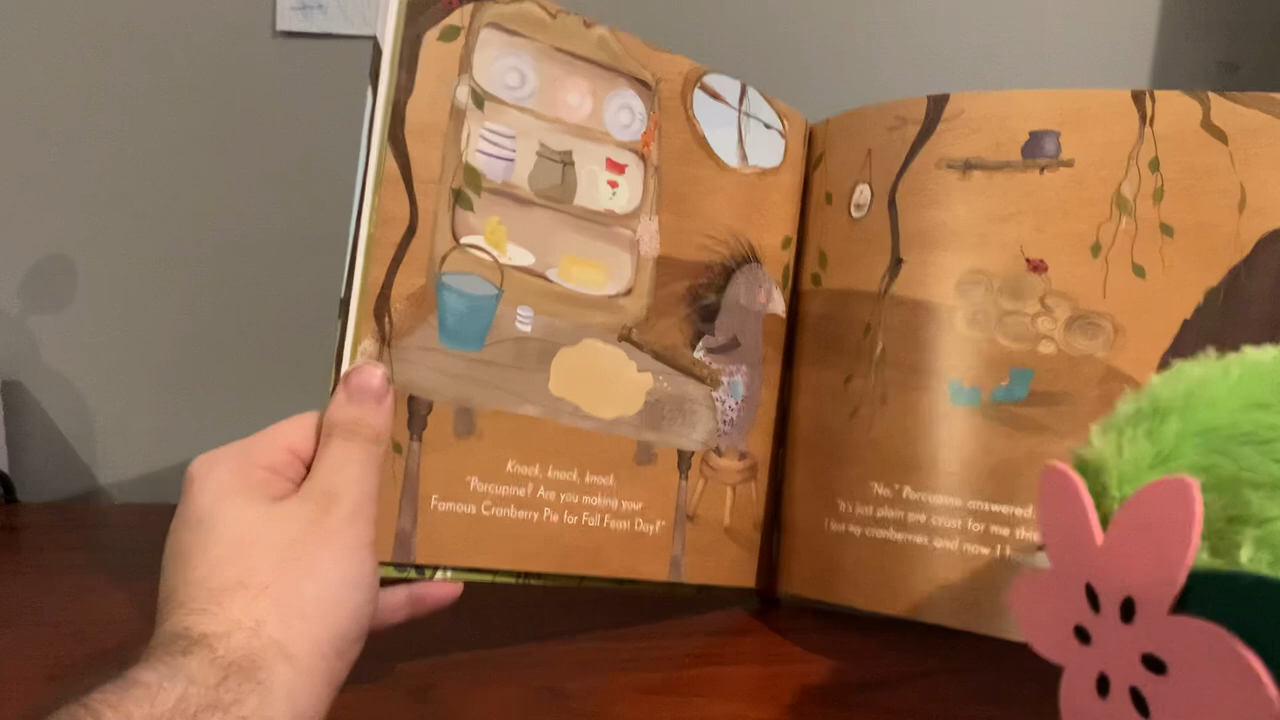 Knock, knock, knock.
"Porcupine? Are you making your
Famous Cranberry Pie for Fall Feast Day?"
"No," Porcupine answered.
"It's just plain pie crust for me this
I lost my cranberries, and now I